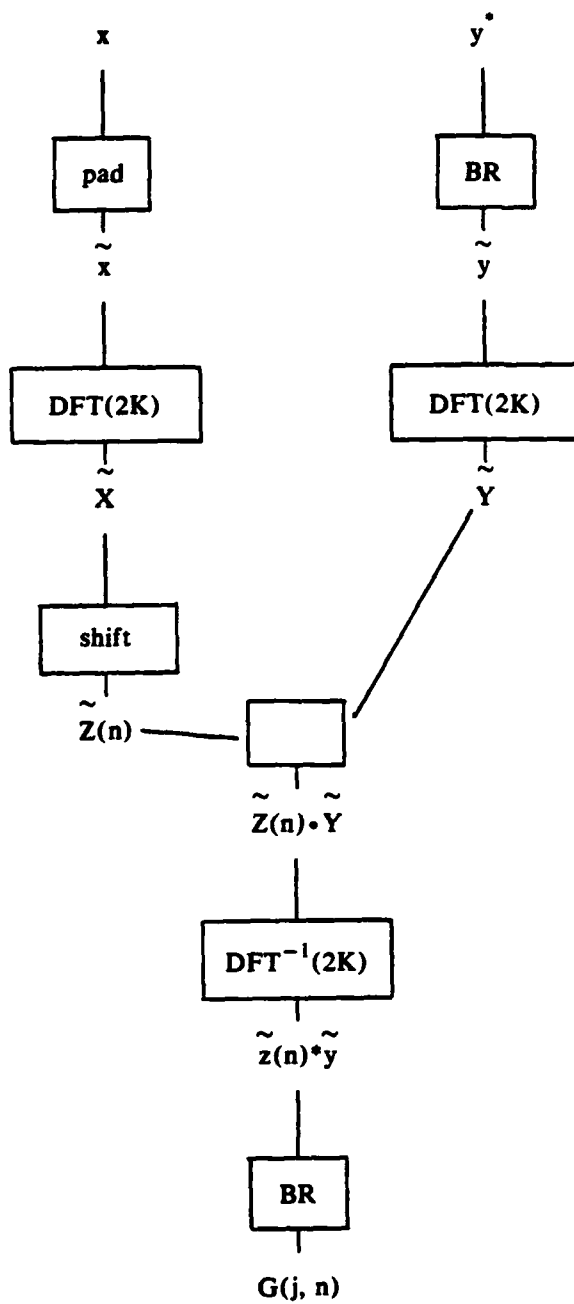 x y*
pad BR
x̃ ỹ
DFT(2K) DFT(2K)
X̃ Ỹ
shift
Z̃(n)
Z̃(n)•Ỹ
DFT⁻¹(2K)
z̃(n)*ỹ
BR
G(j, n)